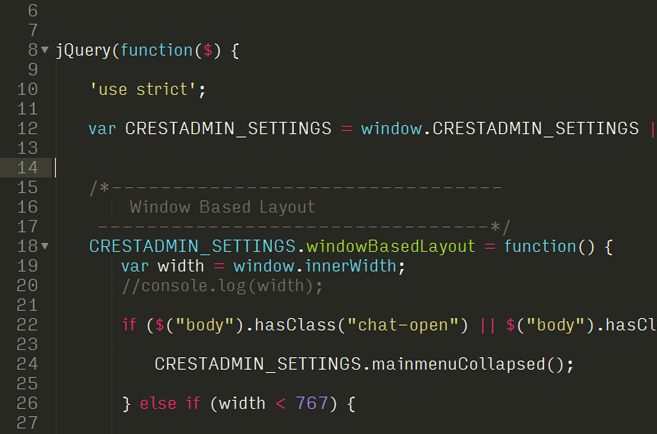 6
7
8 jQuery(function($) {
9
10 'use strict';
11
12 var CRESTADMIN_SETTINGS = window.CRESTADMIN_SETTINGS |
13
14
15 /*--------------------------------
16 Window Based Layout
17 --------------------------------*/
18 CRESTADMIN_SETTINGS.windowBasedLayout = function() {
19 var width = window.innerWidth;
20 //console.log(width);
21
22 if ($("body").hasClass("chat-open") || $("body").hasCl
23
24 CRESTADMIN_SETTINGS.mainmenuCollapsed();
25
26 } else if (width < 767) {
27